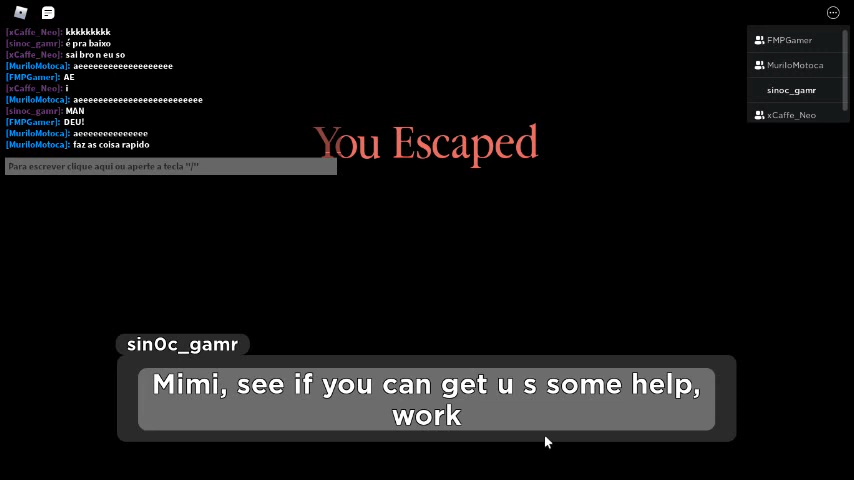 [xCaffe_Neo]: kkkkkkkkk
[sinoc_gamr]: é pra baixo
[xCaffe_Neo]: sai bro n eu so
[MuriloMotoca]: aeeeeeeeeeeeeeeeeeee
[FMPGamer]: AE
[xCaffe_Neo]: i
[MuriloMotoca]: aeeeeeeeeeeeeeeeeeeeeeeeee
[sinoc_gamr]: MAN
[FMPGamer]: DEU!
[MuriloMotoca]: aeeeeeeeeeeeeee
[MuriloMotoca]: faz as coisa rapido
Para escrever clique aqui ou aperte a tecla "/"
FMPGamer
MuriloMotoca
sinoc_gamr
xCaffe_Neo
You Escaped
sin0c_gamr
Mimi, see if you can get u s some help,
work